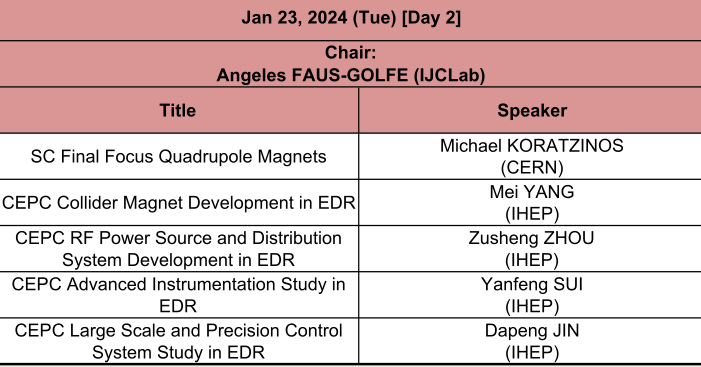 Jan 23, 2024 (Tue) [Day 2]
Chair:
Angeles FAUS-GOLFE (IJCLab)
Title
Speaker
SC Final Focus Quadrupole Magnets
Michael KORATZINOS
(CERN)
CEPC Collider Magnet Development in EDR
Mei YANG
(IHEP)
CEPC RF Power Source and Distribution
System Development in EDR
Zusheng ZHOU
(IHEP)
CEPC Advanced Instrumentation Study in
EDR
Yanfeng SUI
(IHEP)
CEPC Large Scale and Precision Control
System Study in EDR
Dapeng JIN
(IHEP)